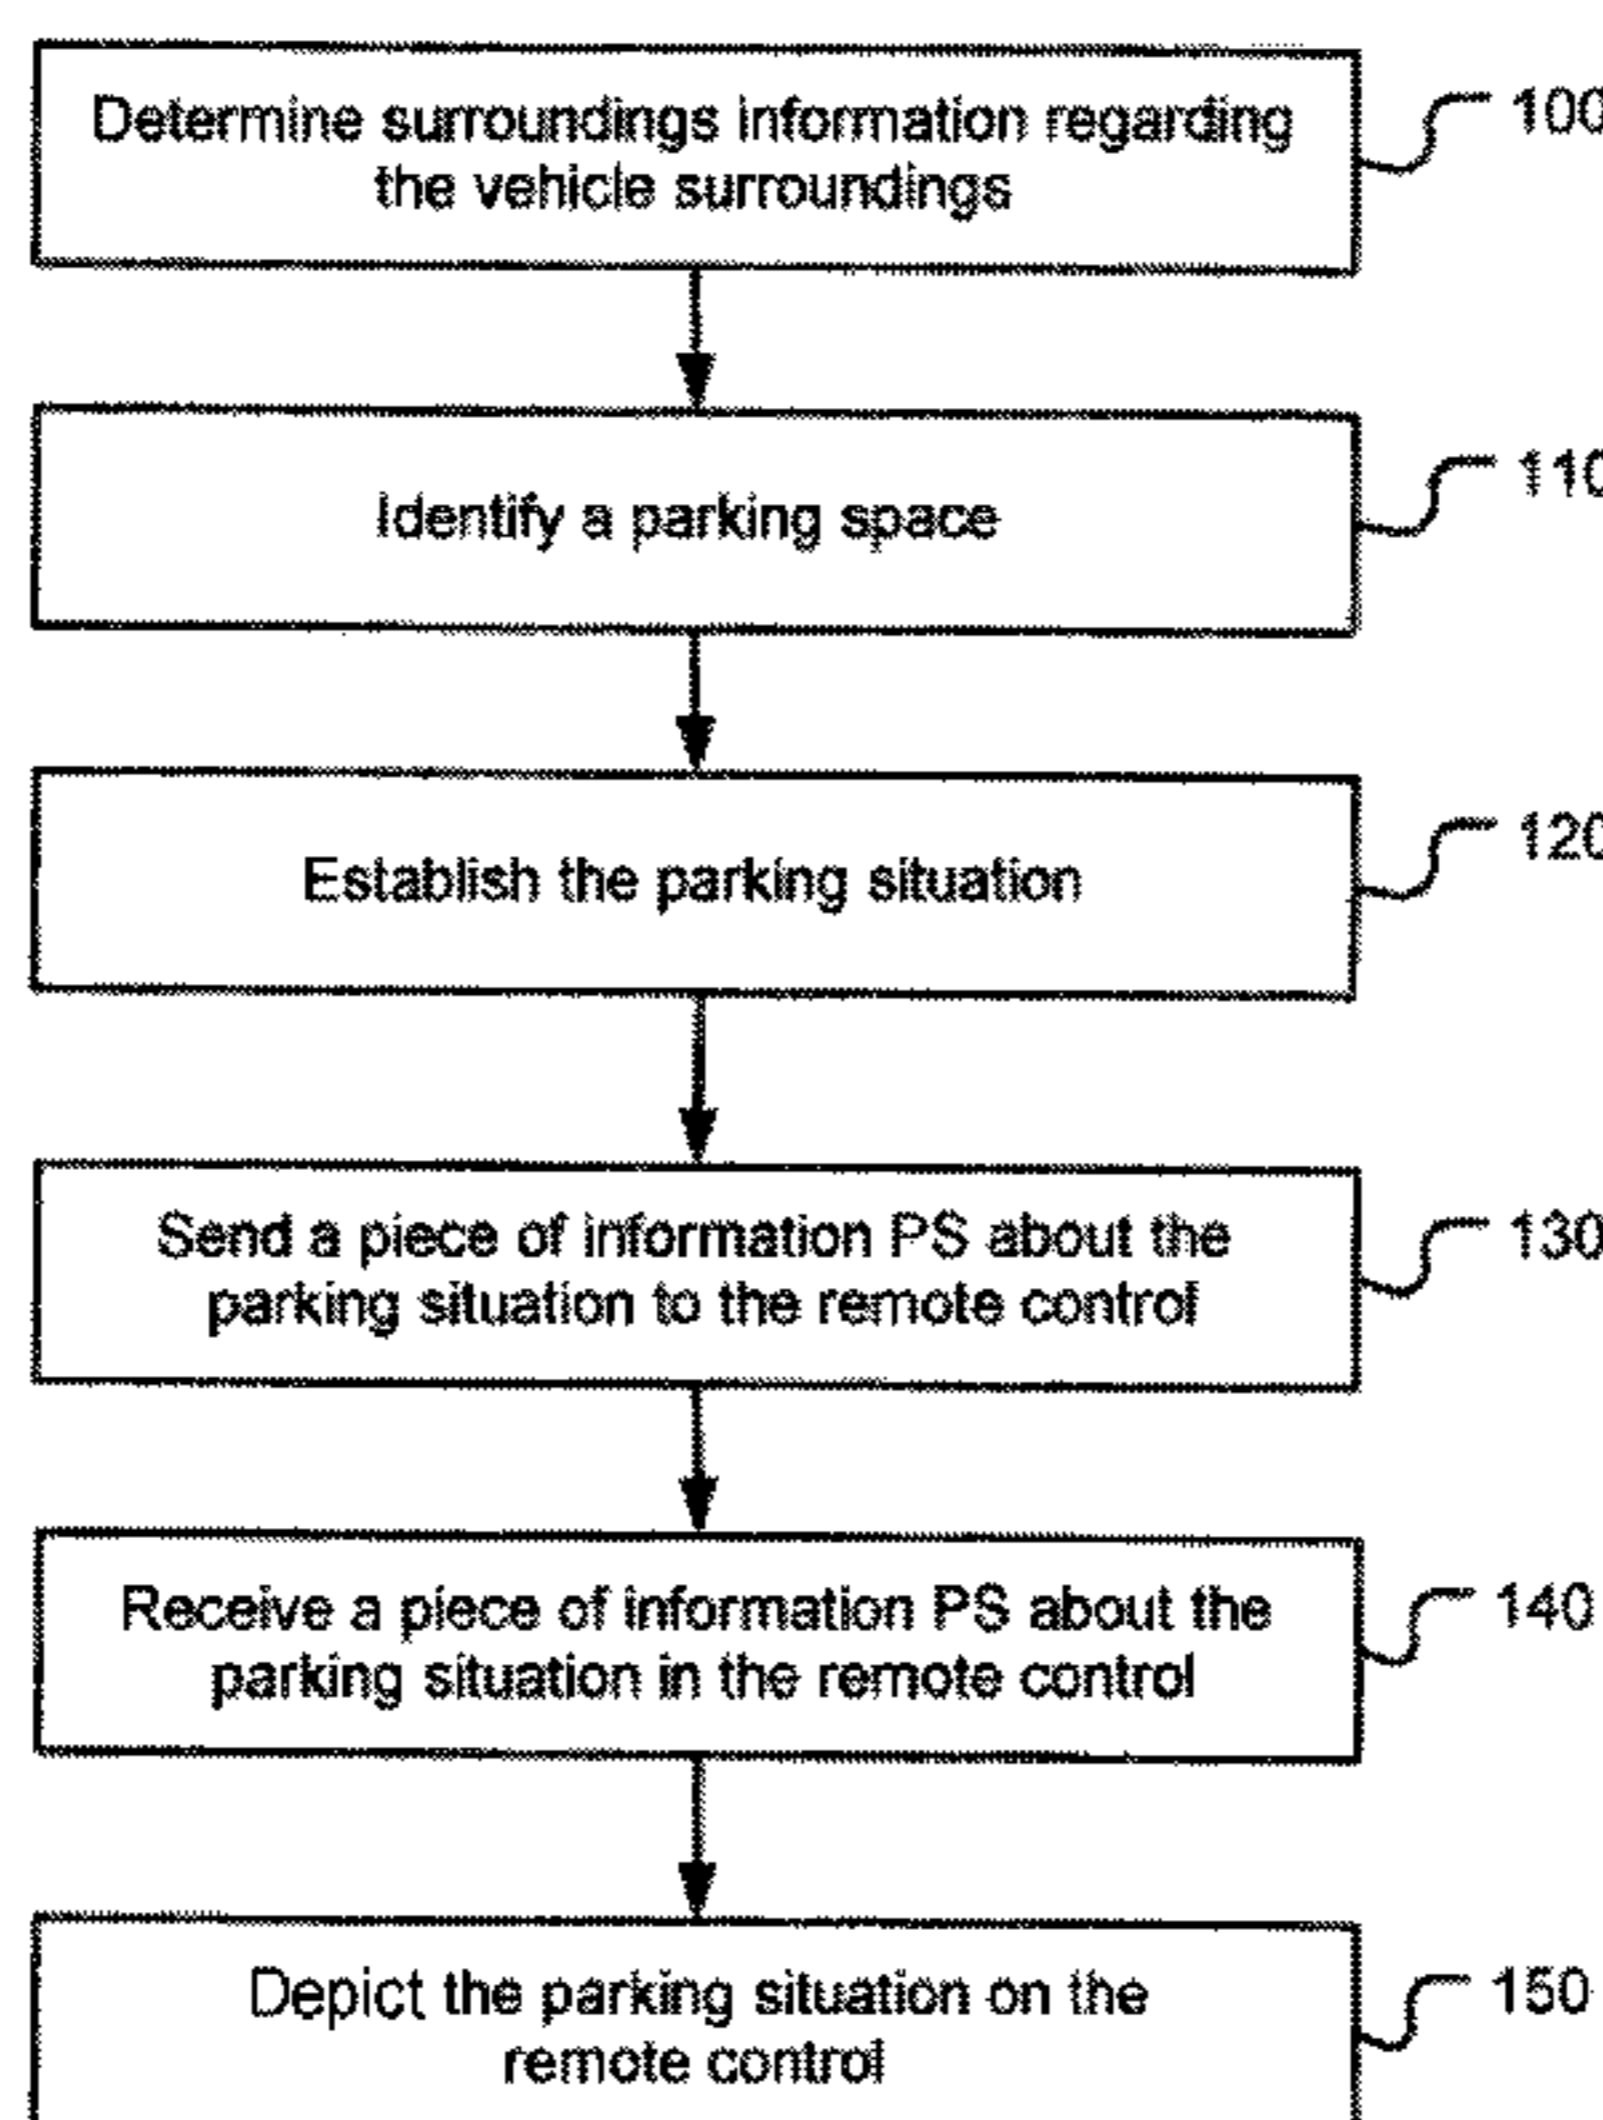 Determine surroundings information regarding
the vehicle surroundings
100
Identify a parking space
110
Establish the parking situation
120
Send a piece of information PS about the
parking situation to the remote control
130
Receive a piece of information PS about the
parking situation in the remote control
140
Depict the parking situation on the
remote control
150